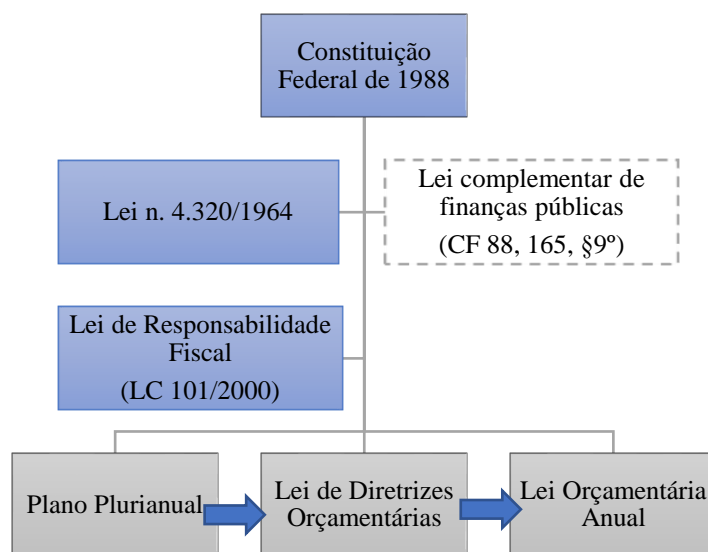 Constituição
Federal de 1988
Lei n. 4.320/1964
Lei complementar de
finanças públicas
(CF 88, 165, §9º)
Lei de Responsabilidade
Fiscal
(LC 101/2000)
Plano Plurianual
Lei de Diretrizes
Orçamentárias
Lei Orçamentária
Anual